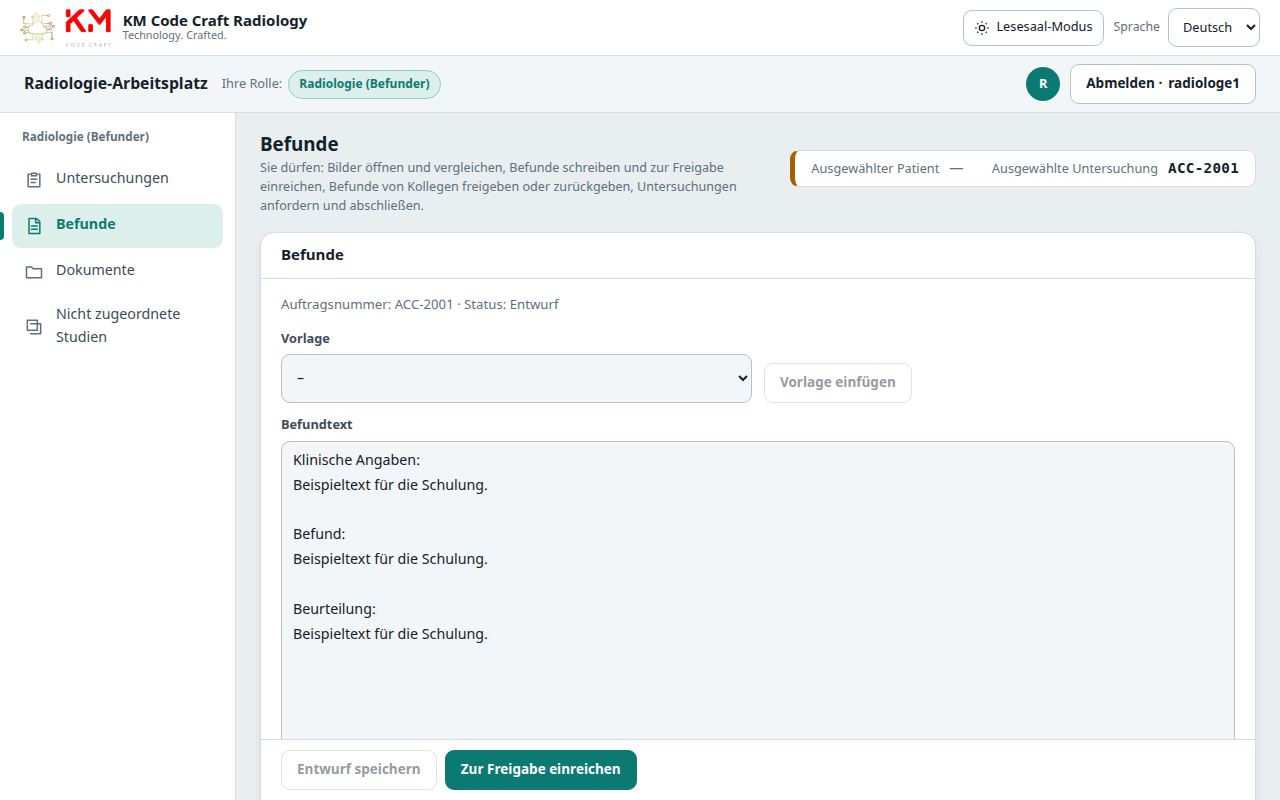 KM
CODE CRAFT
KM Code Craft Radiology
Technology. Crafted.
Lesesaal-Modus
Sprache
Deutsch
Radiologie-Arbeitsplatz
Ihre Rolle:
Radiologie (Befunder)
R
Abmelden · radiologe1
Radiologie (Befunder)
Untersuchungen
Befunde
Dokumente
Nicht zugeordnete
Studien
Befunde
Sie dürfen: Bilder öffnen und vergleichen, Befunde schreiben und zur Freigabe
einreichen, Befunde von Kollegen freigeben oder zurückgeben, Untersuchungen
anfordern und abschließen.
Ausgewählter Patient —
Ausgewählte Untersuchung ACC-2001
Befunde
Auftragsnummer: ACC-2001 · Status: Entwurf
Vorlage
–
Vorlage einfügen
Befundtext
Klinische Angaben:
Beispieltext für die Schulung.
Befund:
Beispieltext für die Schulung.
Beurteilung:
Beispieltext für die Schulung.
Entwurf speichern
Zur Freigabe einreichen